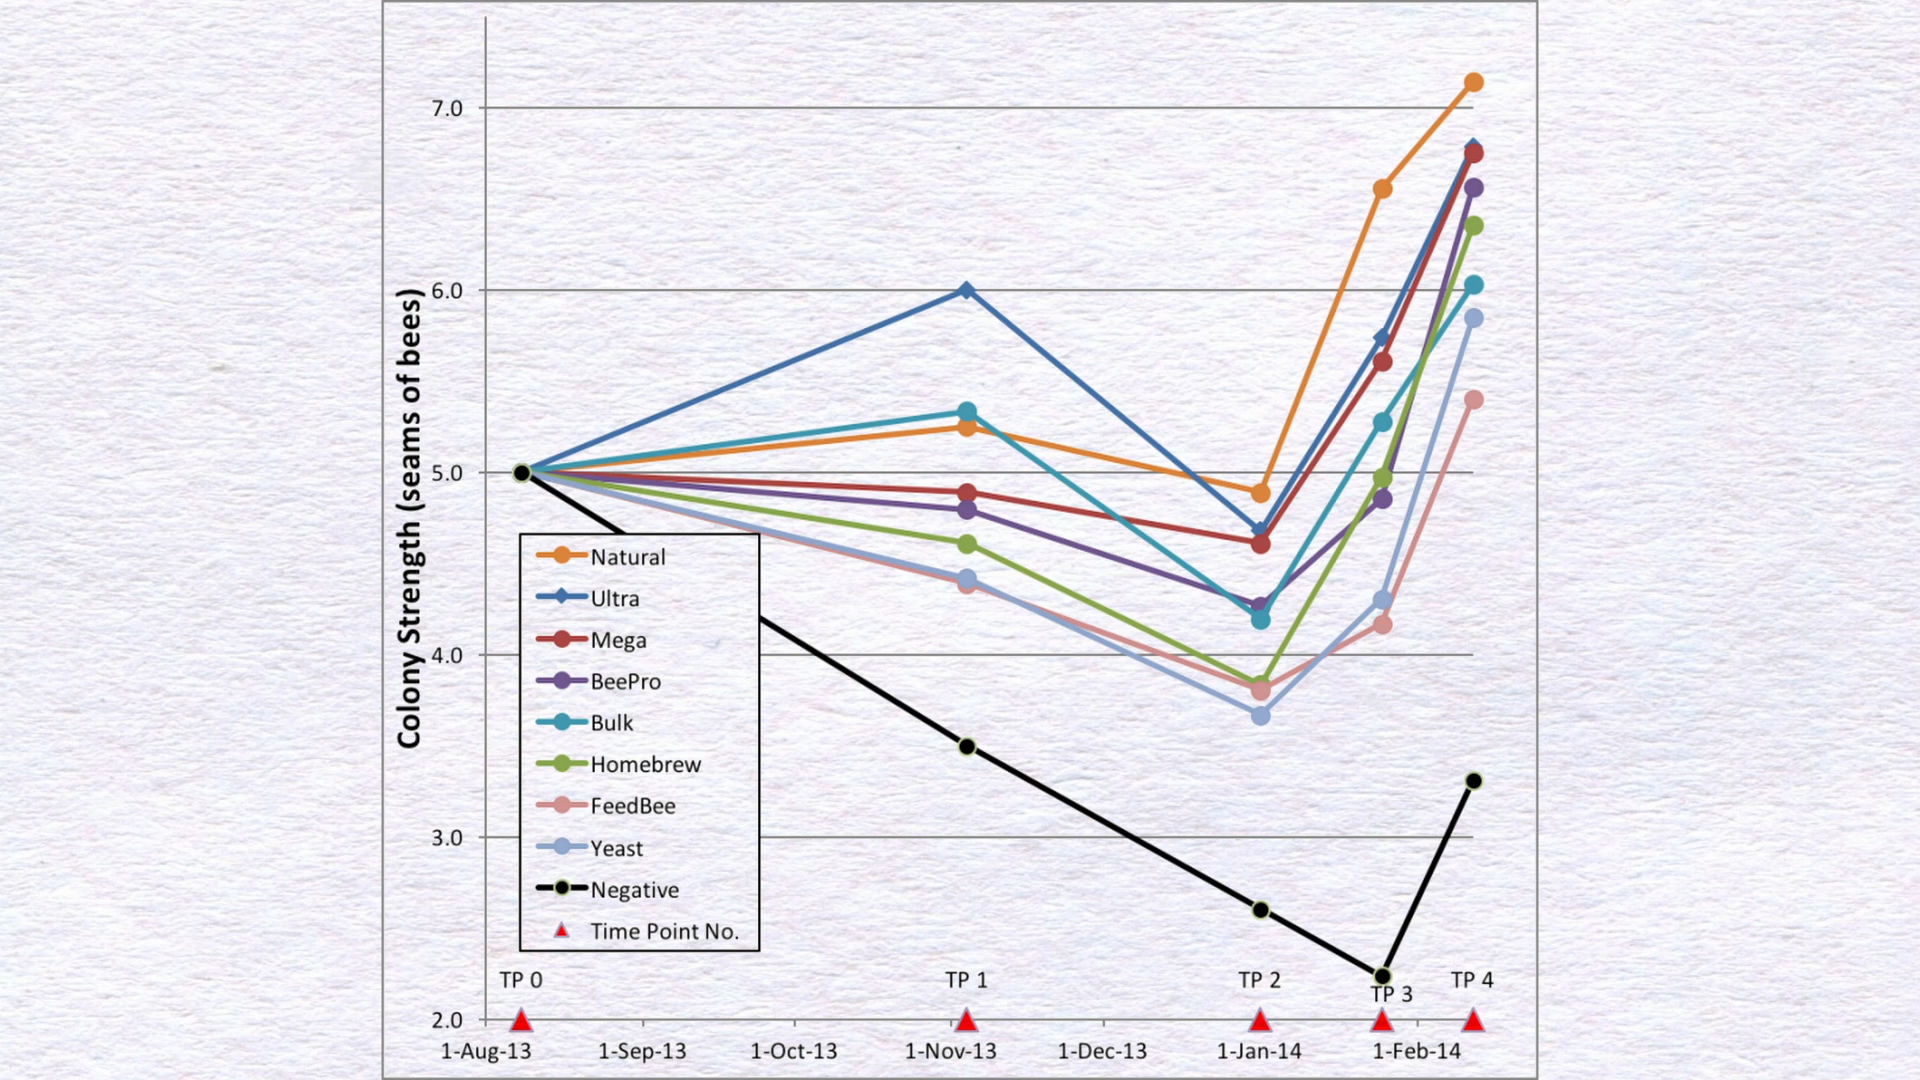 Colony Strength (seams of bees)
7.0
6.0
5.0
4.0
3.0
2.0
Natural
Ultra
Mega
BeePro
Bulk
Homebrew
FeedBee
Yeast
Negative
Time Point No.
TP 0
TP 1
TP 2
TP 3
TP 4
1-Aug-13
1-Sep-13
1-Oct-13
1-Nov-13
1-Dec-13
1-Jan-14
1-Feb-14